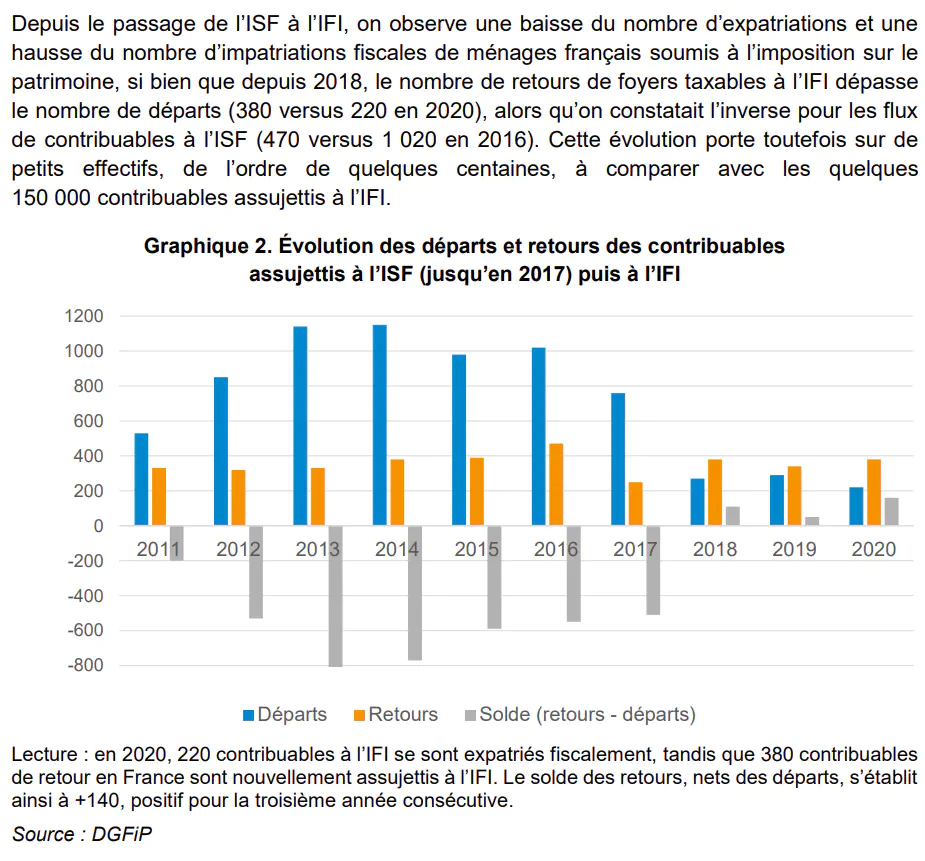 Depuis le passage de l’ISF à l’IFI, on observe une baisse du nombre d’expatriations et une
hausse du nombre d’impatriations fiscales de ménages français soumis à l’imposition sur le
patrimoine, si bien que depuis 2018, le nombre de retours de foyers taxables à l’IFI dépasse
le nombre de départs (380 versus 220 en 2020), alors qu’on constatait l’inverse pour les flux
de contribuables à l’ISF (470 versus 1 020 en 2016). Cette évolution porte toutefois sur de
petits effectifs, de l’ordre de quelques centaines, à comparer avec les quelques
150 000 contribuables assujettis à l’IFI.
Graphique 2. Évolution des départs et retours des contribuables
assujettis à l’ISF (jusqu’en 2017) puis à l’IFI
1200
1000
800
600
400
200
0
2011 2012 2013 2014 2015 2016 2017 2018 2019 2020
-200
-400
-600
-800
Départs Retours Solde (retours - départs)
Lecture : en 2020, 220 contribuables à l’IFI se sont expatriés fiscalement, tandis que 380 contribuables
de retour en France sont nouvellement assujettis à l’IFI. Le solde des retours, nets des départs, s’établit
ainsi à +140, positif pour la troisième année consécutive.
Source : DGFiP